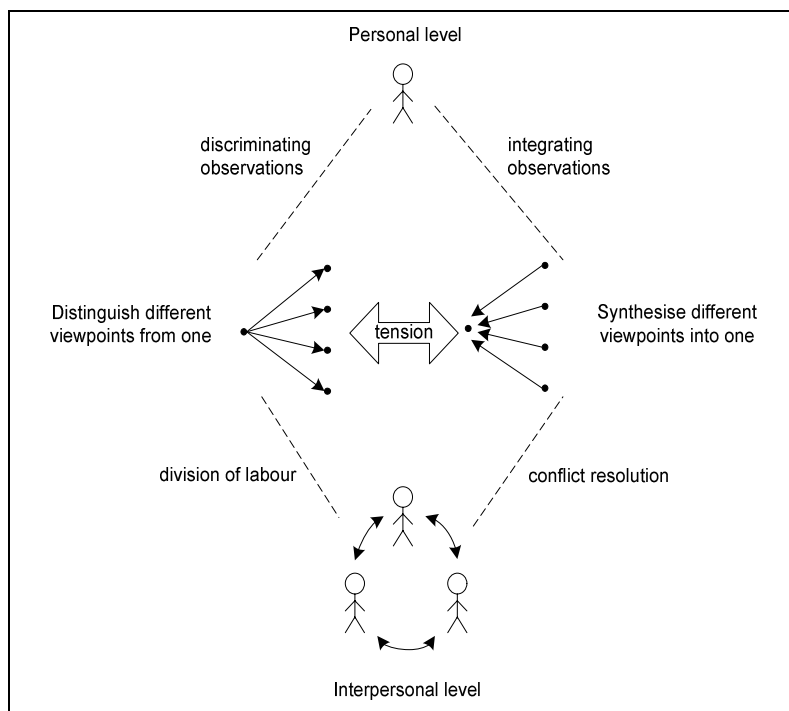 Personal level
discriminating
observations
integrating
observations
Distinguish different
viewpoints from one
tension
Synthesise different
viewpoints into one
division of labour
conflict resolution
Interpersonal level